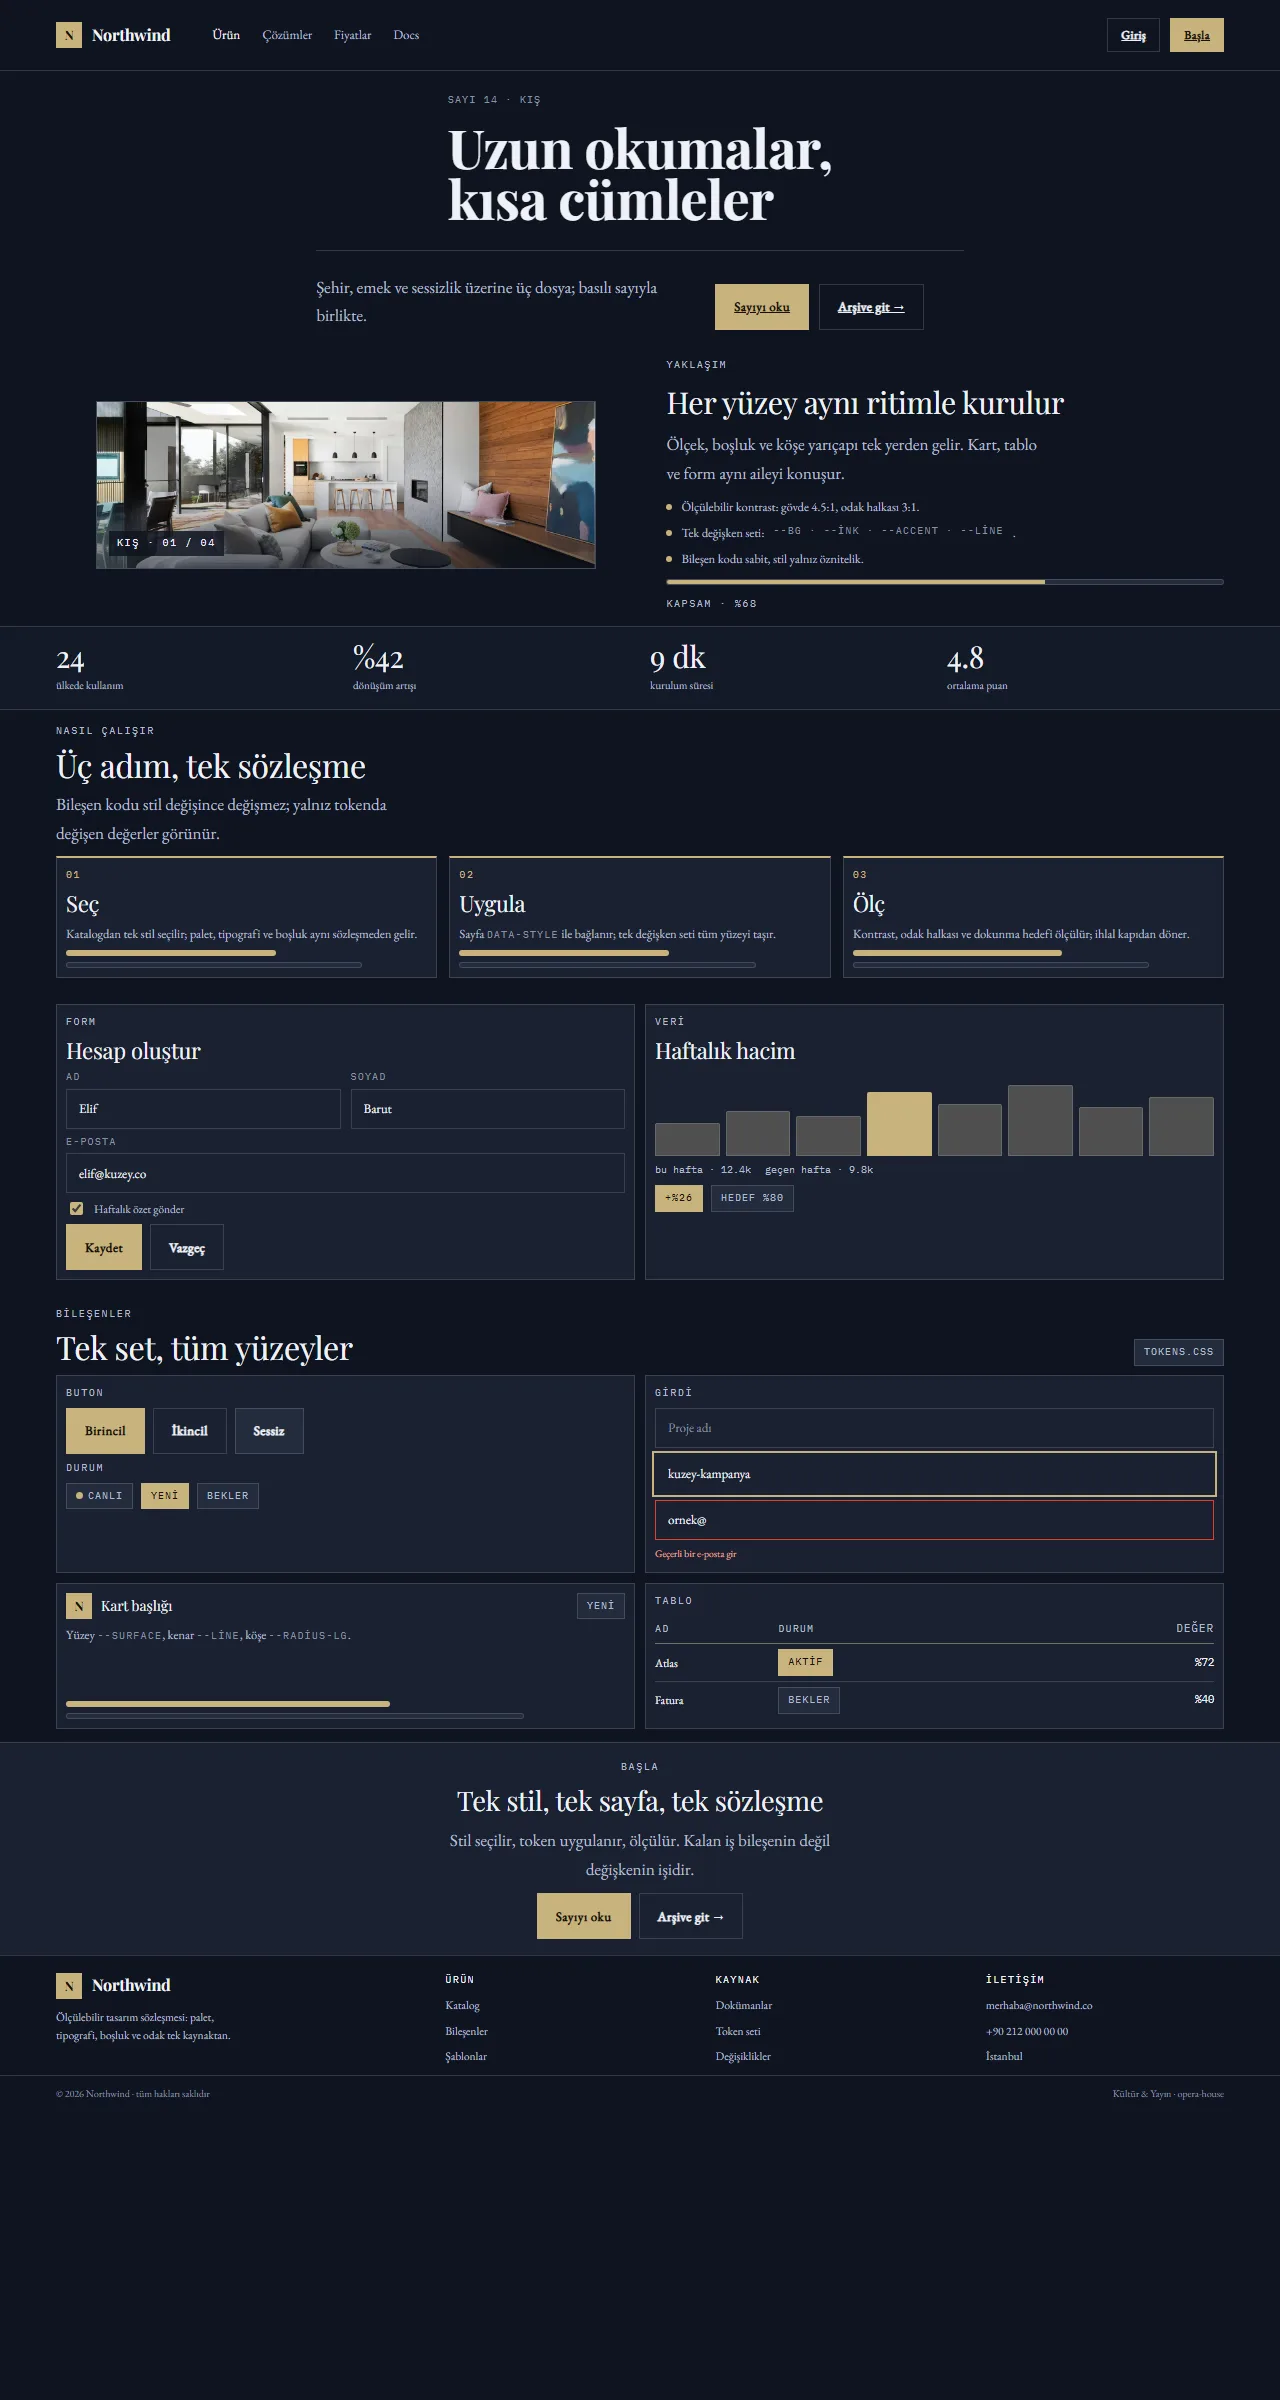 N Northwind Ürün Çözümler Fiyatlar Docs Giriş Başla
SAYI 14 · KIŞ
Uzun okumalar,
kısa cümleler
Şehir, emek ve sessizlik üzerine üç dosya; basılı sayıyla
birlikte.
Sayıyı oku Arşive git →
KIŞ · 01 / 04
YAKLAŞIM
Her yüzey aynı ritimle kurulur
Ölçek, boşluk ve köşe yarıçapı tek yerden gelir. Kart, tablo
ve form aynı aileyi konuşur.
Ölçülebilir kontrast: gövde 4.5:1, odak halkası 3:1.
Tek değişken seti: --BG · --İNK · --ACCENT · --LİNE .
Bileşen kodu sabit, stil yalnız öznitelik.
KAPSAM · %68
24 %42 9 dk 4.8
ülkede kullanım dönüşüm artışı kurulum süresi ortalama puan
NASIL ÇALIŞIR
Üç adım, tek sözleşme
Bileşen kodu stil değişince değişmez; yalnız tokenda
değişen değerler görünür.
01
Seç
Katalogdan tek stil seçilir; palet, tipografi ve boşluk aynı sözleşmeden gelir.
02
Uygula
Sayfa DATA-STYLE ile bağlanır; tek değişken seti tüm yüzeyi taşır.
03
Ölç
Kontrast, odak halkası ve dokunma hedefi ölçülür; ihlal kapıdan döner.
FORM
Hesap oluştur
AD SOYAD
Elif Barut
E-POSTA
elif@kuzey.co
Haftalık özet gönder
Kaydet Vazgeç
VERİ
Haftalık hacim
bu hafta · 12.4k geçen hafta · 9.8k
+%26 HEDEF %80
BİLEŞENLER
Tek set, tüm yüzeyler
TOKENS.CSS
BUTON
Birincil İkincil Sessiz
DURUM
CANLI YENİ BEKLER
GİRDİ
Proje adı
kuzey-kampanya
ornek@
Geçerli bir e-posta gir
N Kart başlığı YENİ
Yüzey --SURFACE, kenar --LİNE, köşe --RADİUS-LG.
TABLO
AD DURUM DEĞER
Atlas AKTİF %72
Fatura BEKLER %40
BAŞLA
Tek stil, tek sayfa, tek sözleşme
Stil seçilir, token uygulanır, ölçülür. Kalan iş bileşenin değil
değişkenin işidir.
Sayıyı oku Arşive git →
N Northwind
Ölçülebilir tasarım sözleşmesi: palet,
tipografi, boşluk ve odak tek kaynaktan.
ÜRÜN
Katalog
Bileşenler
Şablonlar
KAYNAK
Dokümanlar
Token seti
Değişiklikler
İLETİŞİM
merhaba@northwind.co
+90 212 000 00 00
İstanbul
© 2026 Northwind · tüm hakları saklıdır
Kültür & Yayın · opera-house